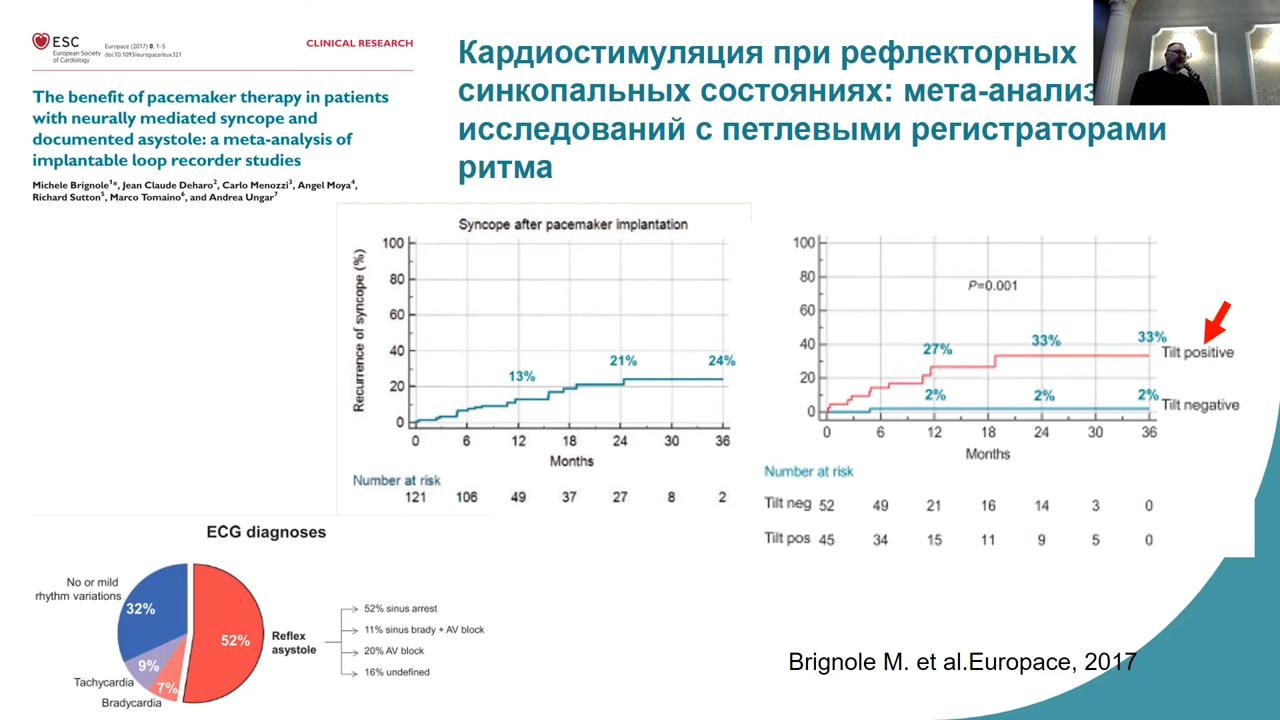 ESC
European Society
of Cardiology
Europace (2017) 0, 1–5
doi:10.1093/europace/eux321
CLINICAL RESEARCH
The benefit of pacemaker therapy in patients
with neurally mediated syncope and
documented asystole: a meta-analysis of
implantable loop recorder studies
Michele Brignole1*, Jean Claude Deharo2, Carlo Menozzi3, Angel Moya4,
Richard Sutton5, Marco Tomaino6, and Andrea Ungar7
Кардиостимуляция при рефлекторных
синкопальных состояниях: мета-анализ
исследований с петлевыми регистраторами
ритма
Syncope after pacemaker implantation
Recurrence of syncope (%)
100
80
60
40
20
0
13%
21%
24%
0 6 12 18 24 30 36
Months
Number at risk
121 106 49 37 27 8 2
100
80
60
40
20
0
P=0.001
27%
33%
33%
Tilt positive
2%
2%
2%
Tilt negative
0 6 12 18 24 30 36
Months
Number at risk
Tilt neg 52 49 21 16 14 3 0
Tilt pos 45 34 15 11 9 5 0
ECG diagnoses
No or mild
rhythm variations
32%
52%
9%
7%
Tachycardia
Bradycardia
Reflex
asystole
52% sinus arrest
11% sinus brady + AV block
20% AV block
16% undefined
Brignole M. et al.Europace, 2017